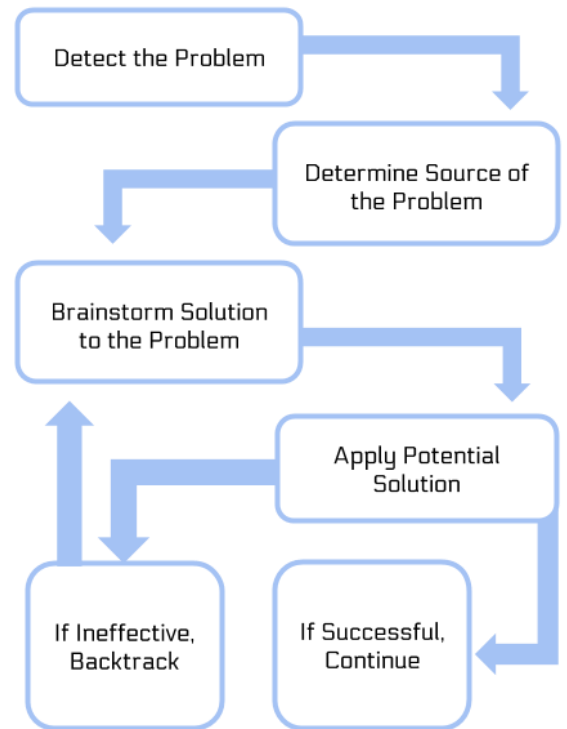 Detect the Problem
Determine Source of
the Problem
Brainstorm Solution
to the Problem
Apply Potential
Solution
If Ineffective,
Backtrack
If Successful,
Continue